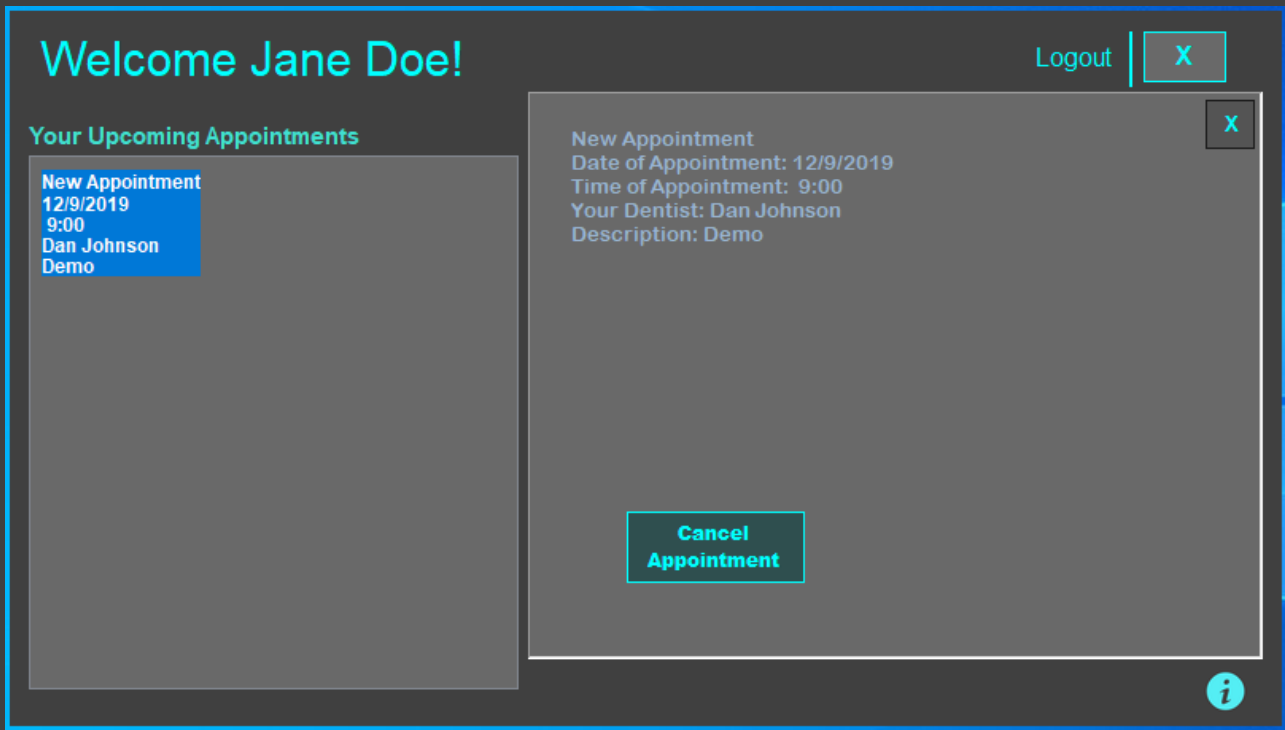 Welcome Jane Doe!
Logout
X
Your Upcoming Appointments
New Appointment
12/9/2019
9:00
Dan Johnson
Demo
X
New Appointment
Date of Appointment: 12/9/2019
Time of Appointment:  9:00
Your Dentist: Dan Johnson
Description: Demo
Cancel
Appointment
i